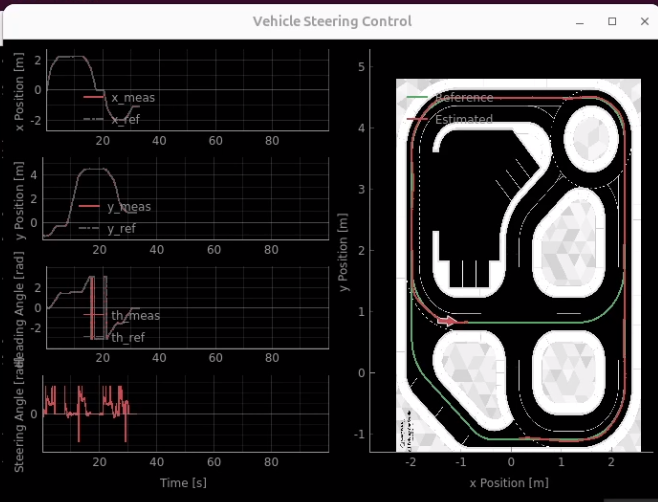 Vehicle Steering Control
x Position [m]
2
0
-2
x_meas
x_ref
20
40
60
80
y Position [m]
4
2
0
y_meas
y_ref
20
40
60
80
Heading Angle [rad]
2
0
-2
th_meas
th_ref
20
40
60
80
Steering Angle [rad]
0
20
40
60
80
Time [s]
y Position [m]
5
4
3
2
1
0
-1
Reference
Estimated
-2
-1
0
1
2
x Position [m]